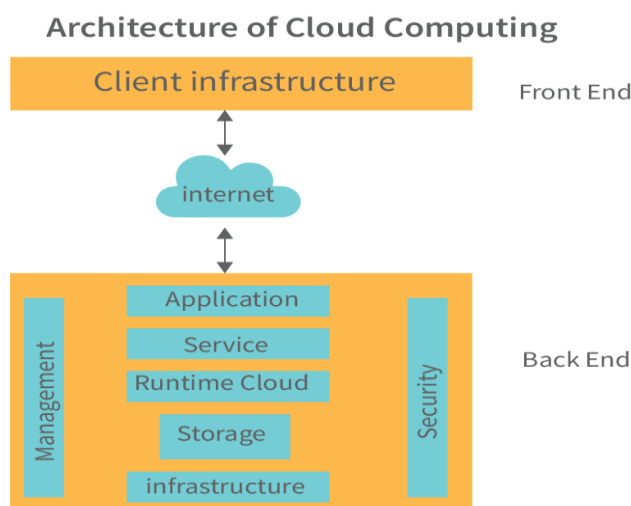 Architecture of Cloud Computing
Client infrastructure
Front End
internet
Application
Service
Runtime Cloud
Storage
infrastructure
Management
Security
Back End